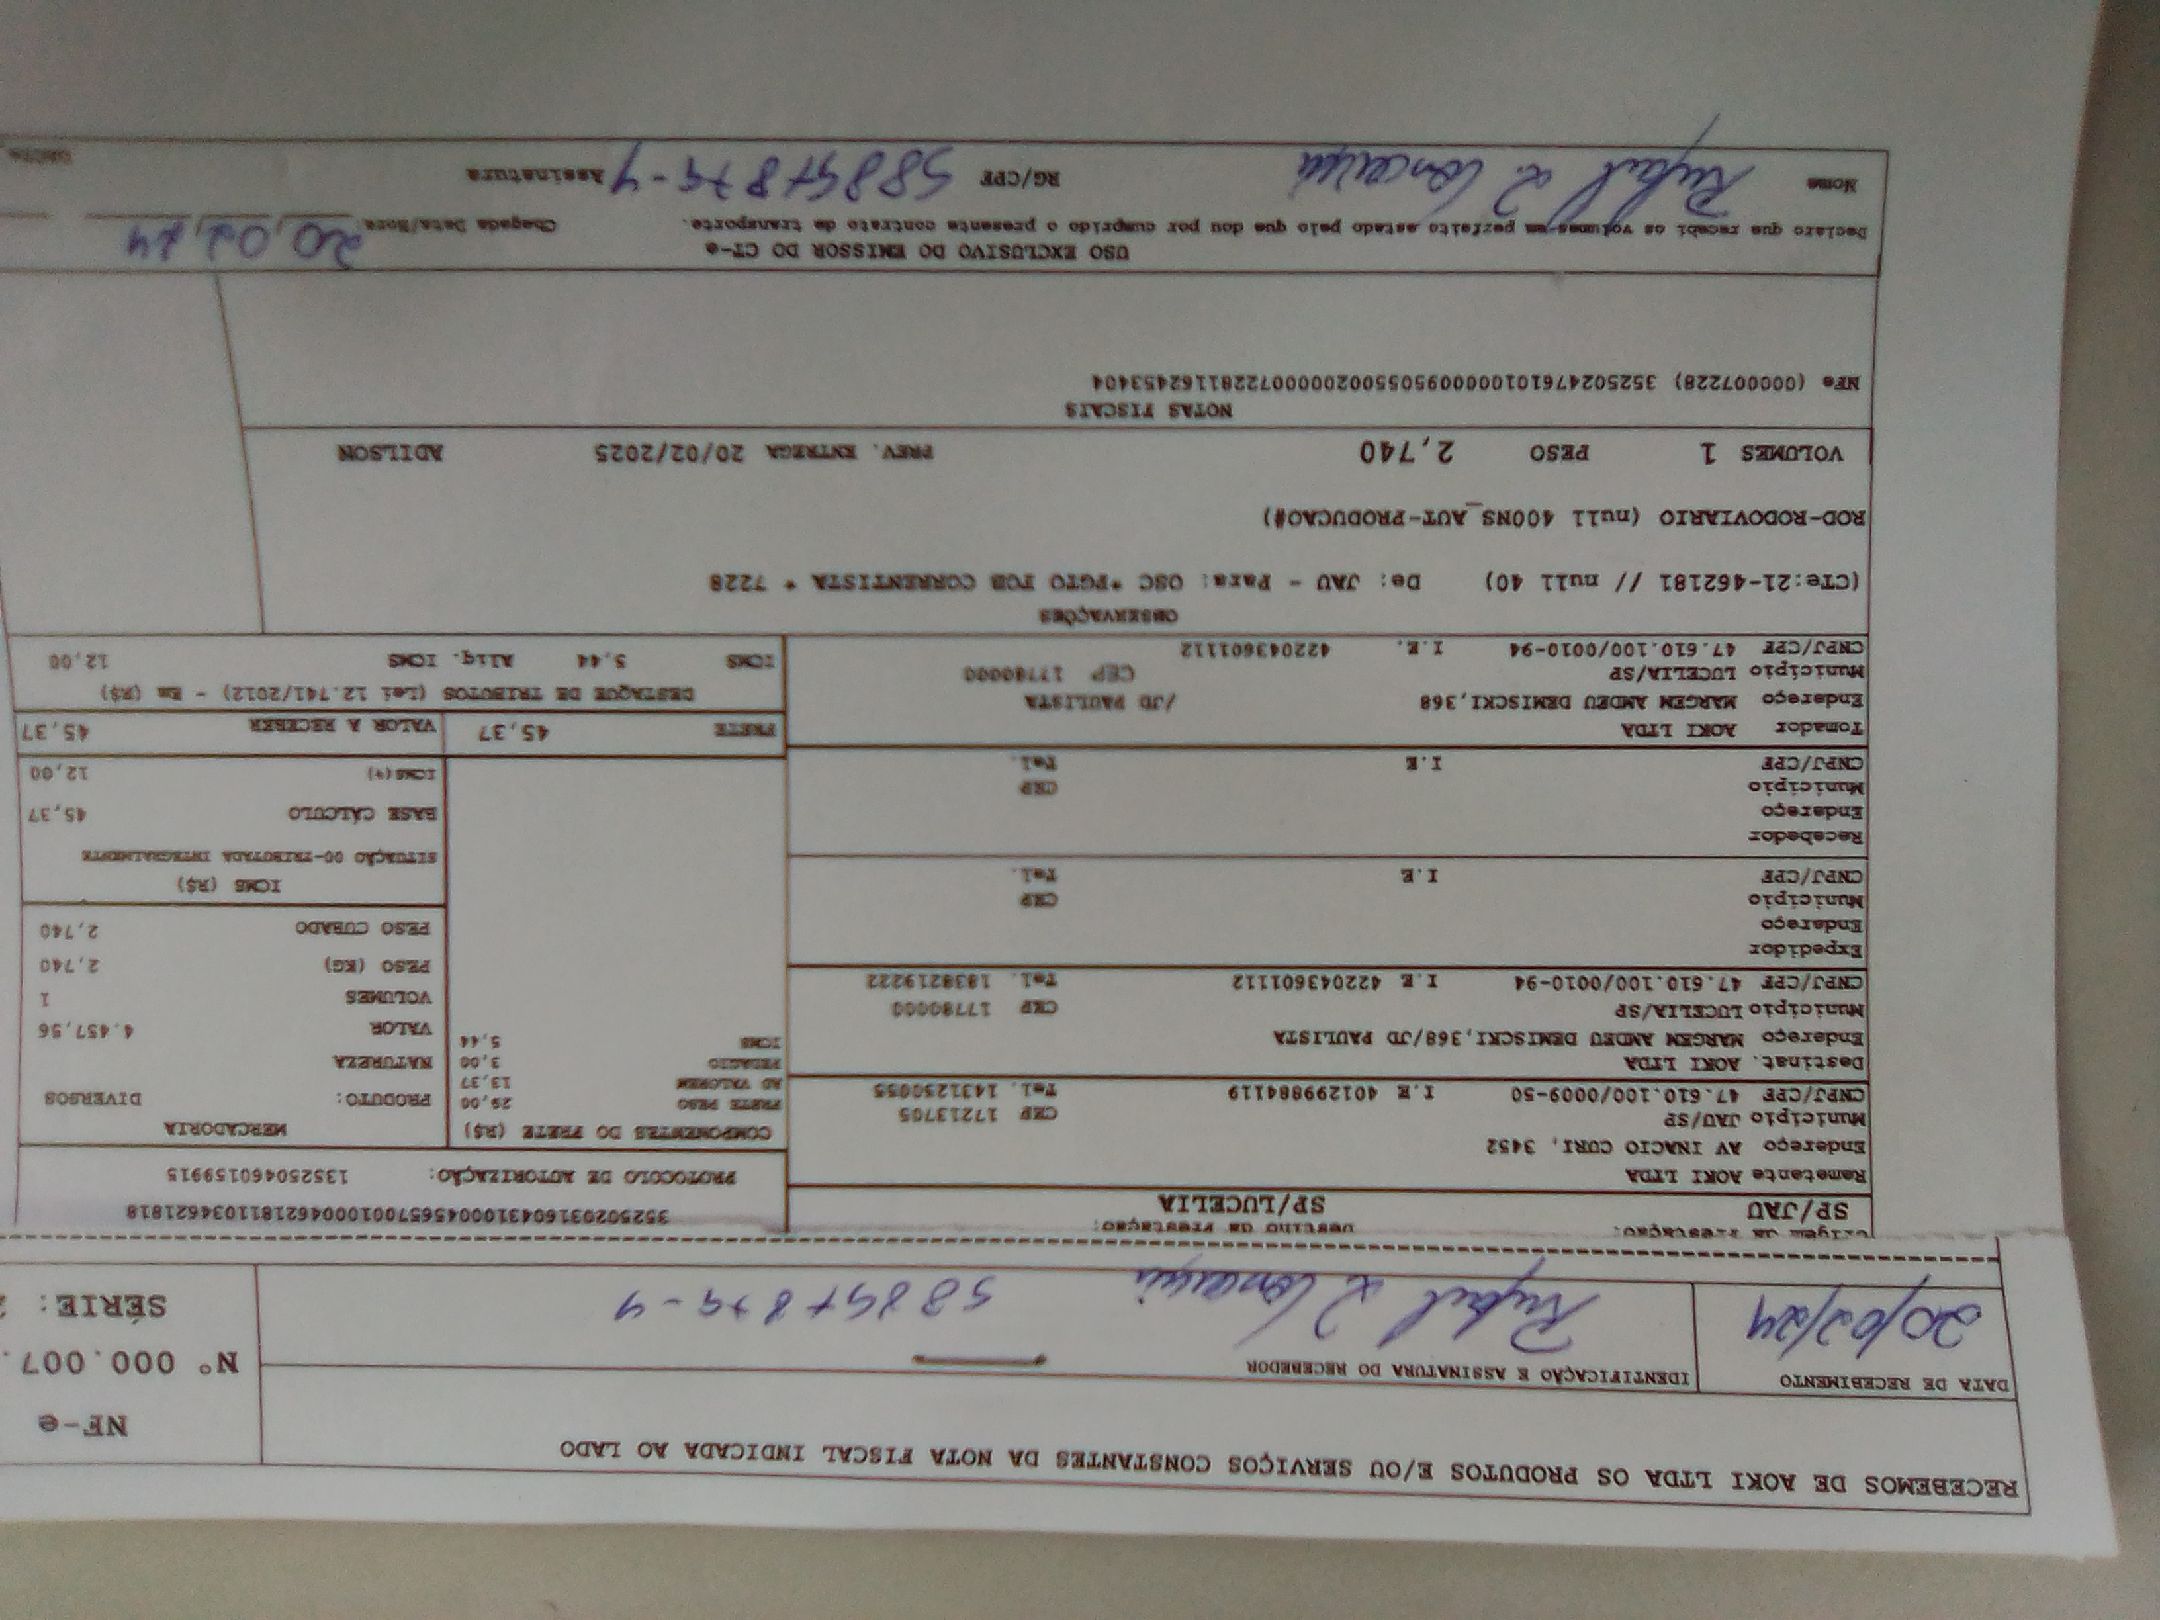 RECEBEMOS DE AOKI LTDA OS PRODUTOS E/OU SERVIÇOS CONSTANTES DA NOTA FISCAL INDICADA AO LADO
NF-e
Nº 000.007.
SÉRIE:
DATA DE RECEBIMENTO
IDENTIFICAÇÃO E ASSINATURA DO RECEBEDOR
20/02/24
Origem da Prestação: Destino da Prestação:
SP/JAU SP/LUCELIA
PROTOCOLO DE AUTORIZAÇÃO: 135250460159915
Remetente AOKI LTDA
Endereço AV INACIO CURI, 3452
Município JAU/SP CEP 17213705
CNPJ/CPF 47.610.100/0009-50 I.E 401299884119 Tel. 1431250055
Destinat. AOKI LTDA
Endereço MARGEM AMDEU DEMISCKI,368/JD PAULISTA
Município LUCELIA/SP CEP 17780000
CNPJ/CPF 47.610.100/0010-94 I.E 422043601112 Tel. 1838219222
Expedidor
Endereço
Município CEP
CNPJ/CPF I.E Tel.
Recebedor
Endereço
Município CEP
CNPJ/CPF I.E Tel.
Tomador AOKI LTDA
Endereço MARGEM AMDEU DEMISCKI,368 /JD PAULISTA
Município LUCELIA/SP CEP 17780000
CNPJ/CPF 47.610.100/0010-94 I.E. 422043601112
COMPONENTES DO FRETE (R$)
FRETE PESO 29,00
AD VALOREM 13,37
PEDAGIO 3,00
ICMS 5,44
MERCADORIA
PRODUTO: DIVERSOS
NATUREZA
VALOR 4.457,56
VOLUMES 1
PESO (KG) 2,740
PESO CUBADO 2,740
ICMS (R$)
SITUAÇÃO 00-TRIBUTADA INTEGRALMENTE
BASE CÁLCULO 45,37
ICMS(%) 12,00
FRETE 45,37 VALOR A RECEBER 45,37
DESTAQUE DE TRIBUTOS (Lei 12.741/2012) - Em (R$)
ICMS 5,44 Aliq. ICMS 12,00
OBSERVAÇÕES
(CTe:21-462181 // null 40) De: JAU - Para: OSC *PGTO FOB CORRENTISTA * 7228
ROD-RODOVIARIO (null 400NS_AUT-PRODUCAO#)
VOLUMES 1 PESO 2,740 PREV. ENTREGA 20/02/2025 ADILSON
NOTAS FISCAIS
NFe (000007228)
USO EXCLUSIVO DO EMISSOR DO CT-e
Declaro que recebi os volumes em perfeito estado pelo que dou por cumprido o presente contrato de transporte. Chegada Data/Hora 20,02,24
Nome RG/CPF Assinatura